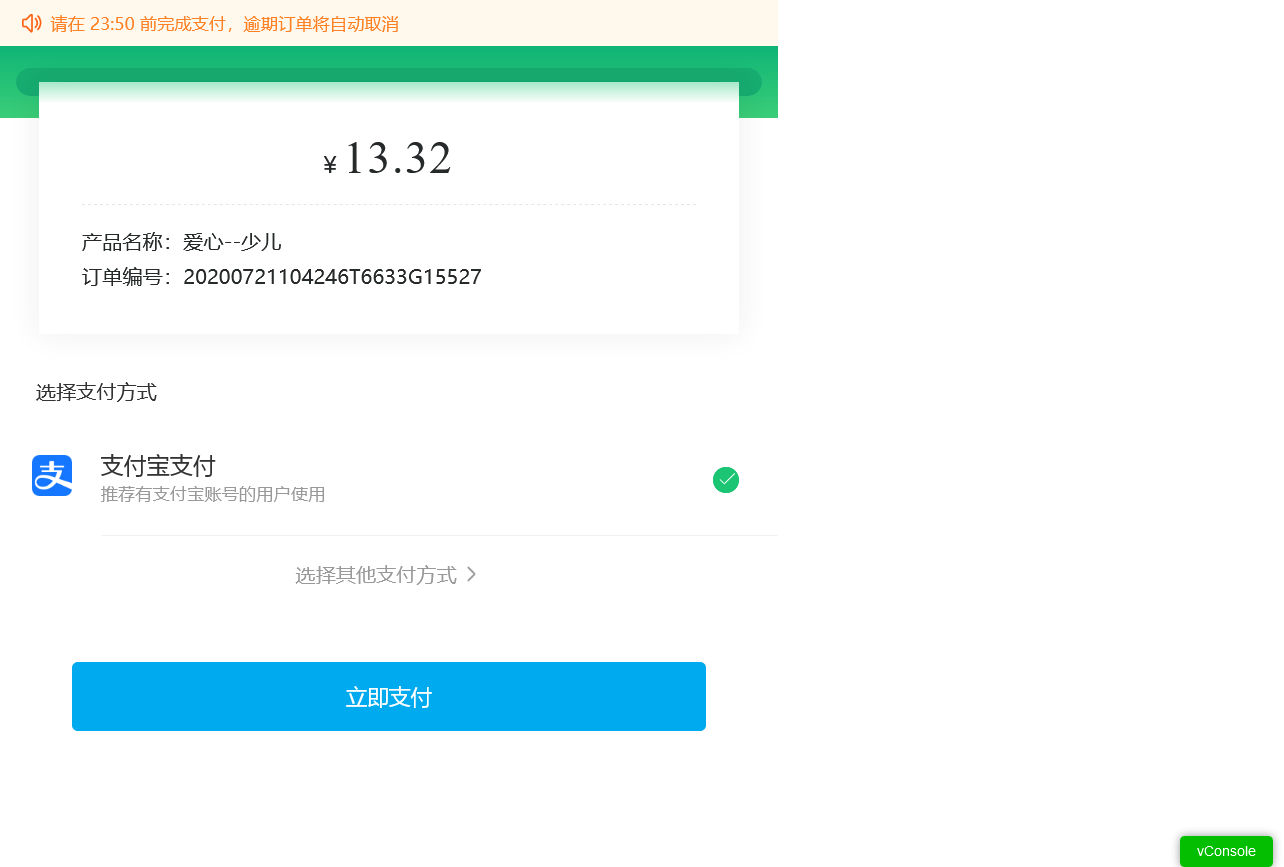 请在 23:50 前完成支付，逾期订单将自动取消
¥ 13.32
产品名称：爱心--少儿
订单编号：20200721104246T6633G15527
选择支付方式
支
支付宝支付
推荐有支付宝账号的用户使用
选择其他支付方式
立即支付
vConsole